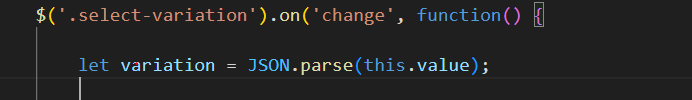 $('.select-variation').on('change', function() {
let variation = JSON.parse(this.value);